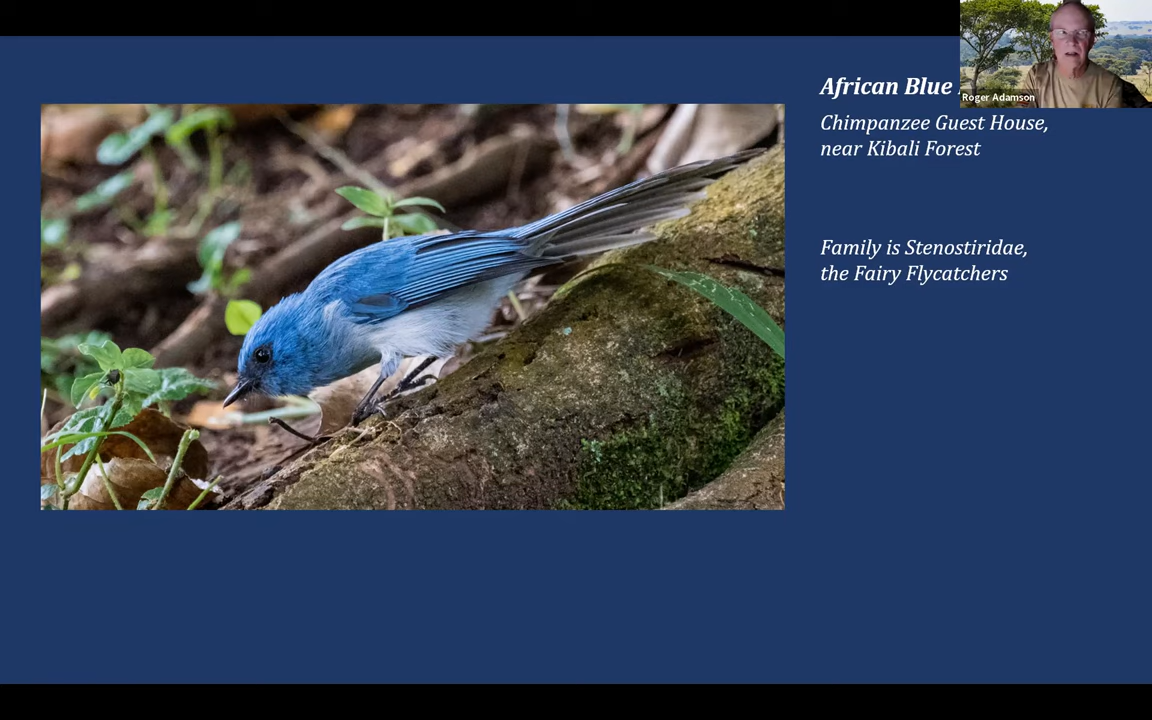 African Blue
Roger Adamson
Chimpanzee Guest House,
near Kibali Forest
Family is Stenostiridae,
the Fairy Flycatchers